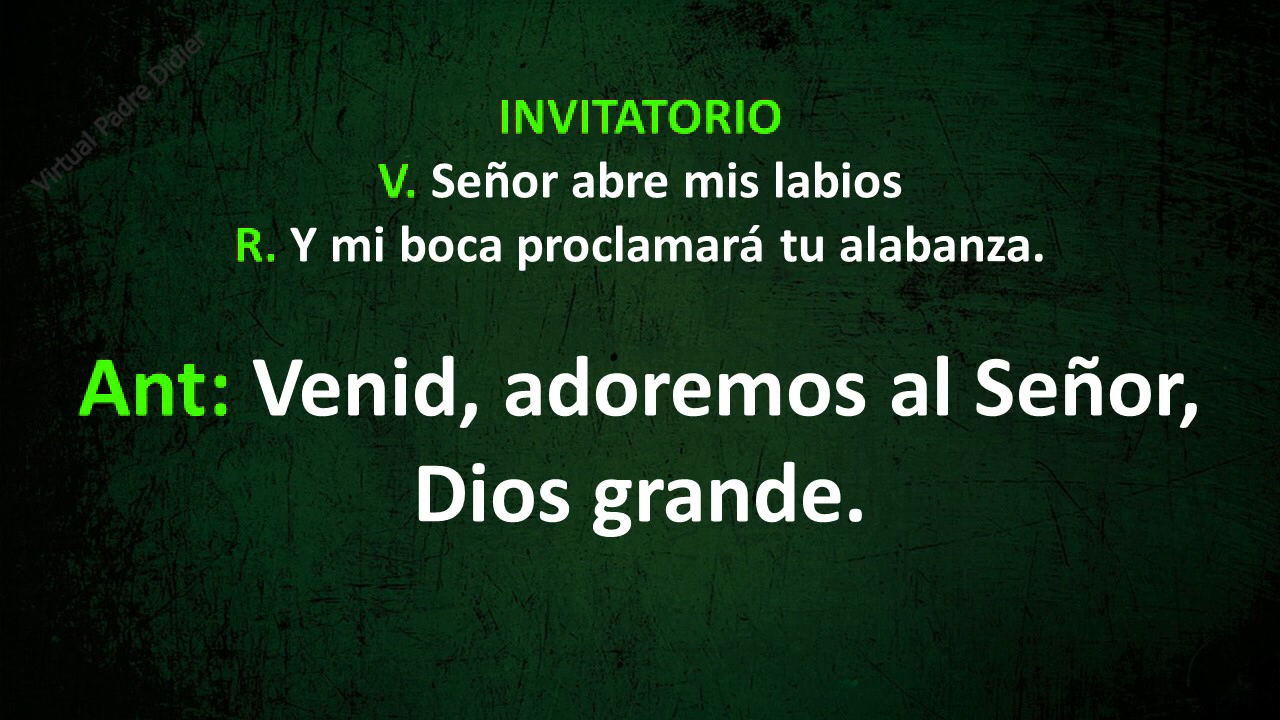 Virtual Padre Didier
INVITATORIO
V. Señor abre mis labios
R. Y mi boca proclamará tu alabanza.
Ant: Venid, adoremos al Señor,
Dios grande.